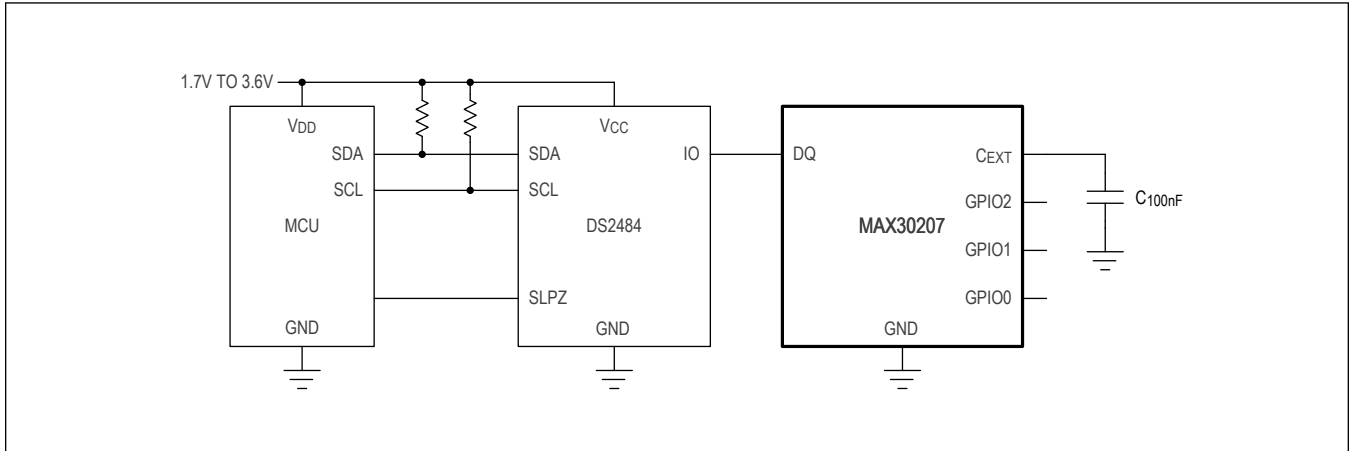 1.7V TO 3.6V
VDD
SDA
SCL
MCU
GND
VCC
SDA
IO
SCL
DS2484
SLPZ
GND
DQ
CEXT
GPIO2
MAX30207
GPIO1
GPIO0
GND
C100nF